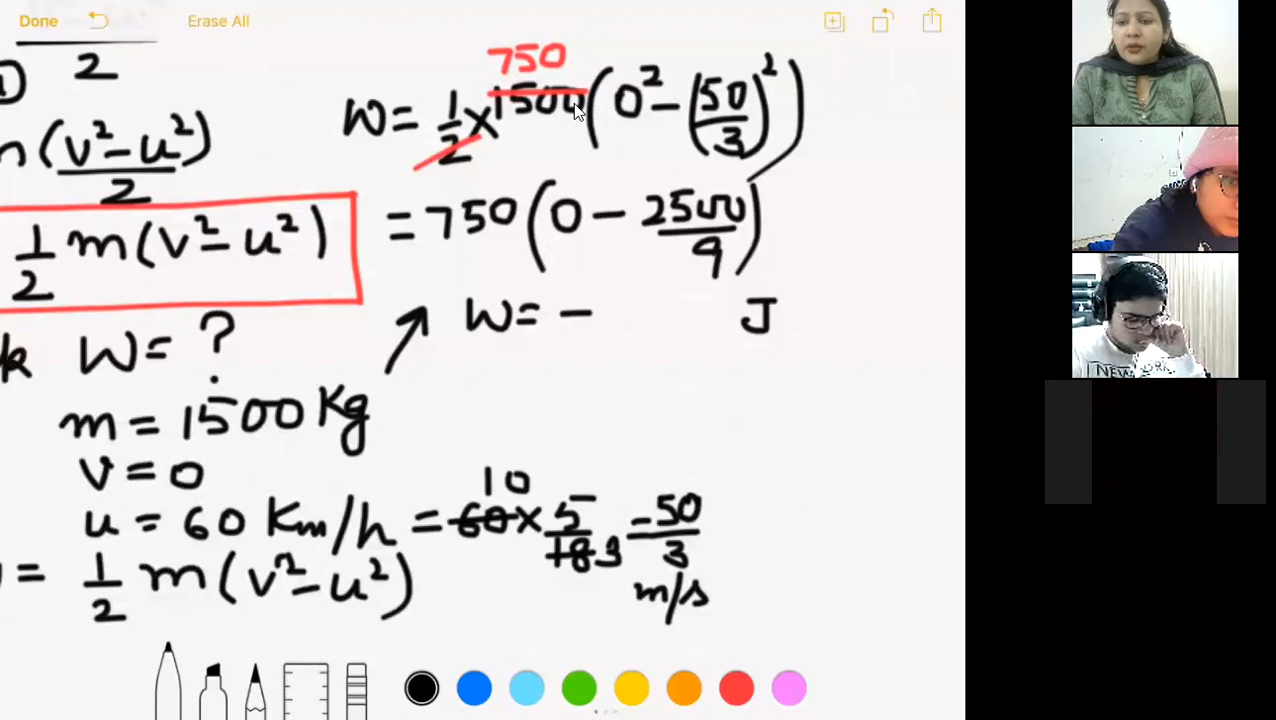 Done
Erase All
2
(v²-u²)
2
1/2 m(v²-u²)
W= ?
m = 1500 Kg
v = 0
u = 60 Km/h = 60 10 × 5/18 3 = 50/3
m/s
= 1/2 m(v²-u²)
750
W= 1/2 × 1500 (0² - (50/3)²)
= 750 (0 - 2500/9)
W= - J
NEW YORK